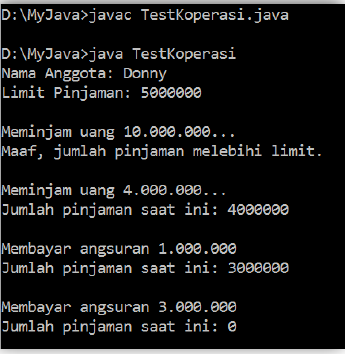 D:\MyJava>javac TestKoperasi.java
D:\MyJava>java TestKoperasi
Nama Anggota: Donny
Limit Pinjaman: 5000000
Meminjam uang 10.000.000...
Maaf, jumlah pinjaman melebihi limit.
Meminjam uang 4.000.000...
Jumlah pinjaman saat ini: 4000000
Membayar angsuran 1.000.000
Jumlah pinjaman saat ini: 3000000
Membayar angsuran 3.000.000
Jumlah pinjaman saat ini: 0